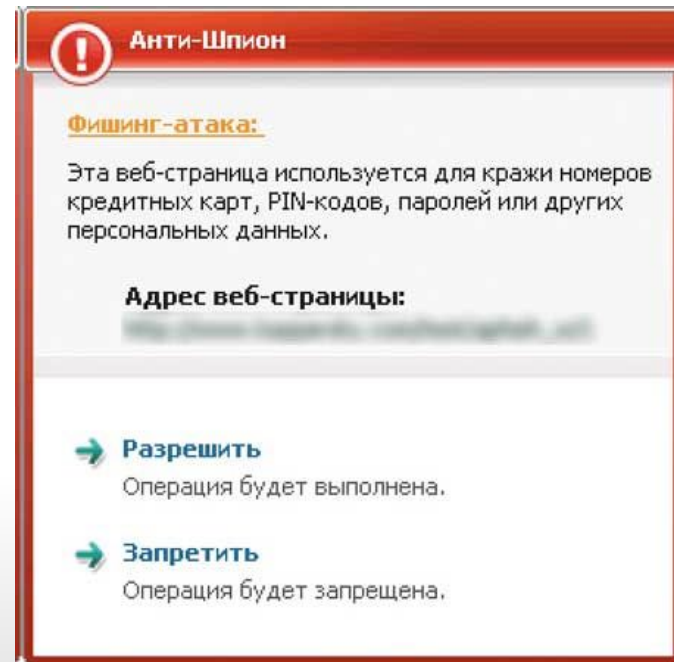 Анти-Шпион
Фишинг-атака:
Эта веб-страница используется для кражи номеров
кредитных карт, PIN-кодов, паролей или других
персональных данных.
Адрес веб-страницы:
Разрешить
Операция будет выполнена.
Запретить
Операция будет запрещена.